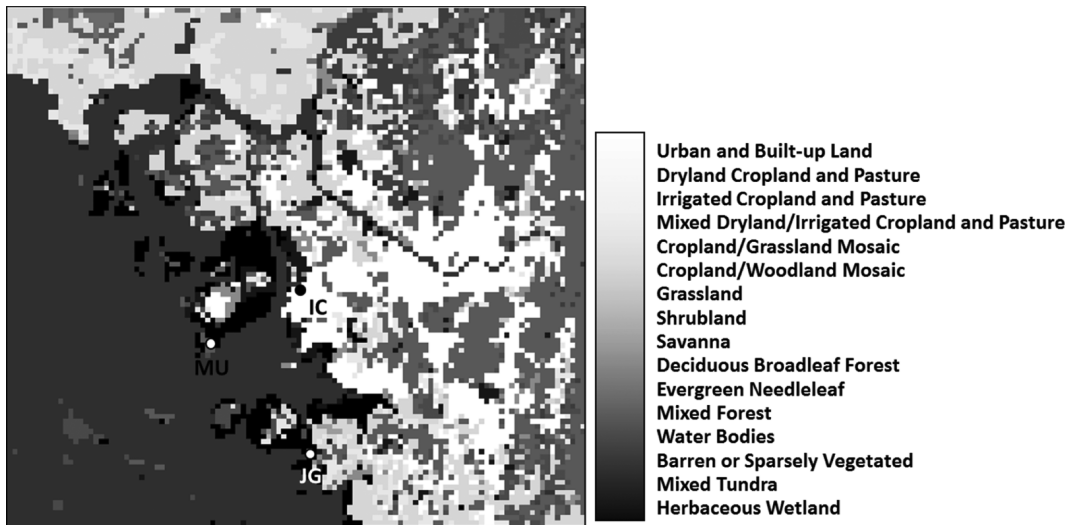 IC
MU
JG
Urban and Built-up Land
Dryland Cropland and Pasture
Irrigated Cropland and Pasture
Mixed Dryland/Irrigated Cropland and Pasture
Cropland/Grassland Mosaic
Cropland/Woodland Mosaic
Grassland
Shrubland
Savanna
Deciduous Broadleaf Forest
Evergreen Needleleaf
Mixed Forest
Water Bodies
Barren or Sparsely Vegetated
Mixed Tundra
Herbaceous Wetland